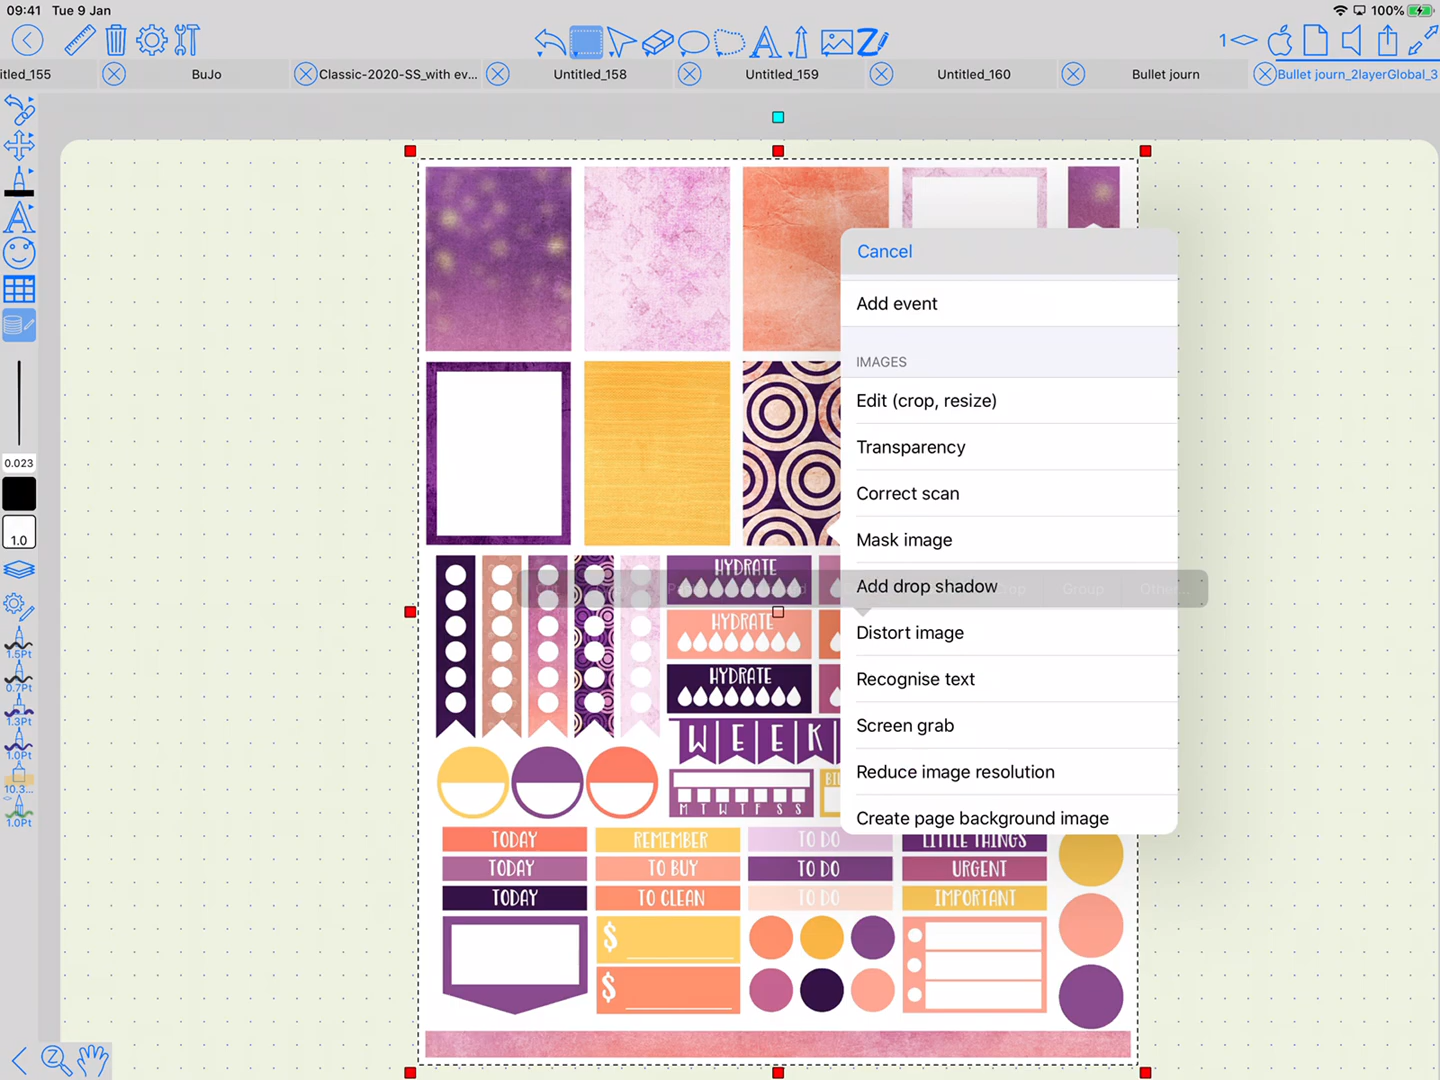 09:41 Tue 9 Jan
100%
1
itled_155
BuJo
Classic-2020-SS_with ev...
Untitled_158
Untitled_159
Untitled_160
Bullet journ
Bullet journ_2layerGlobal_3
Cancel
Add event
IMAGES
Edit (crop, resize)
Transparency
Correct scan
Mask image
Add drop shadow
Group
Other...
Distort image
Recognise text
Screen grab
Reduce image resolution
Create page background image
0.023
1.0
1.5Pt
0.7Pt
1.3Pt
1.0Pt
10.3...
1.0Pt
HYDRATE
HYDRATE
HYDRATE
WEEK
M T W T F S S
TODAY
REMEMBER
TO DO
LITTLE THINGS
TODAY
TO BUY
TO DO
URGENT
TODAY
TO CLEAN
TO DO
IMPORTANT
$
$